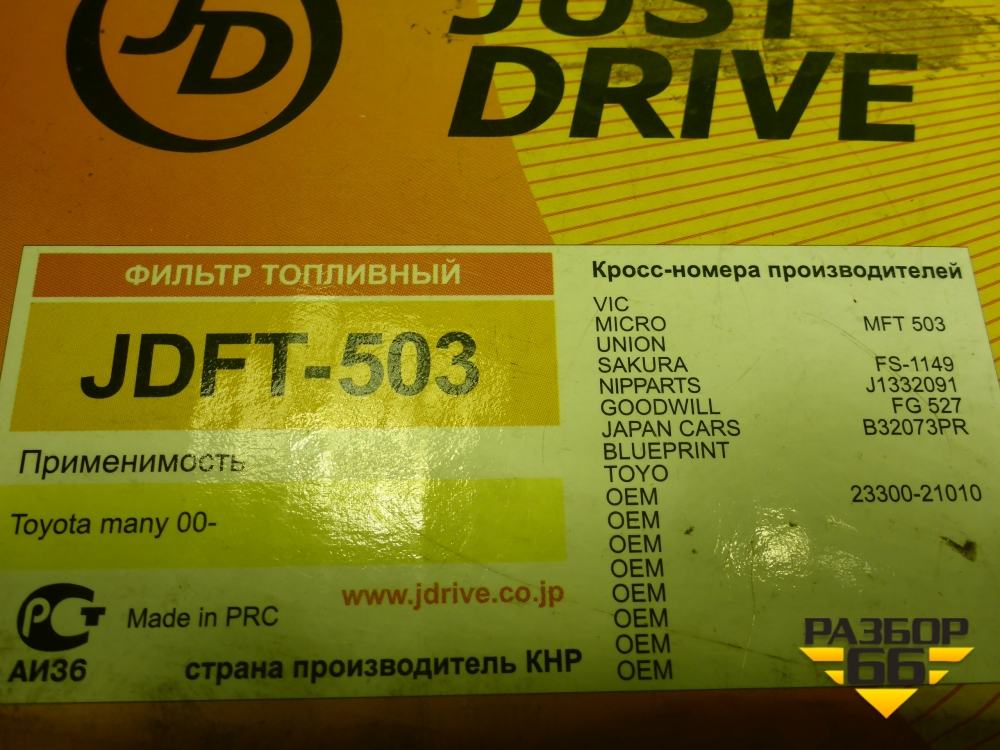 JD
JUST
DRIVE
ФИЛЬТР ТОПЛИВНЫЙ
JDFT-503
Применимость
Toyota many 00-
www.jdrive.co.jp
РСТ
Made in PRC
АИ36
страна производитель КНР
Кросс-номера производителей
VIC
MICRO MFT 503
UNION
SAKURA FS-1149
NIPPARTS J1332091
GOODWILL FG 527
JAPAN CARS B32073PR
BLUEPRINT
TOYO
OEM 23300-21010
OEM
OEM
OEM
OEM
OEM
OEM
OEM
РАЗБОР
66